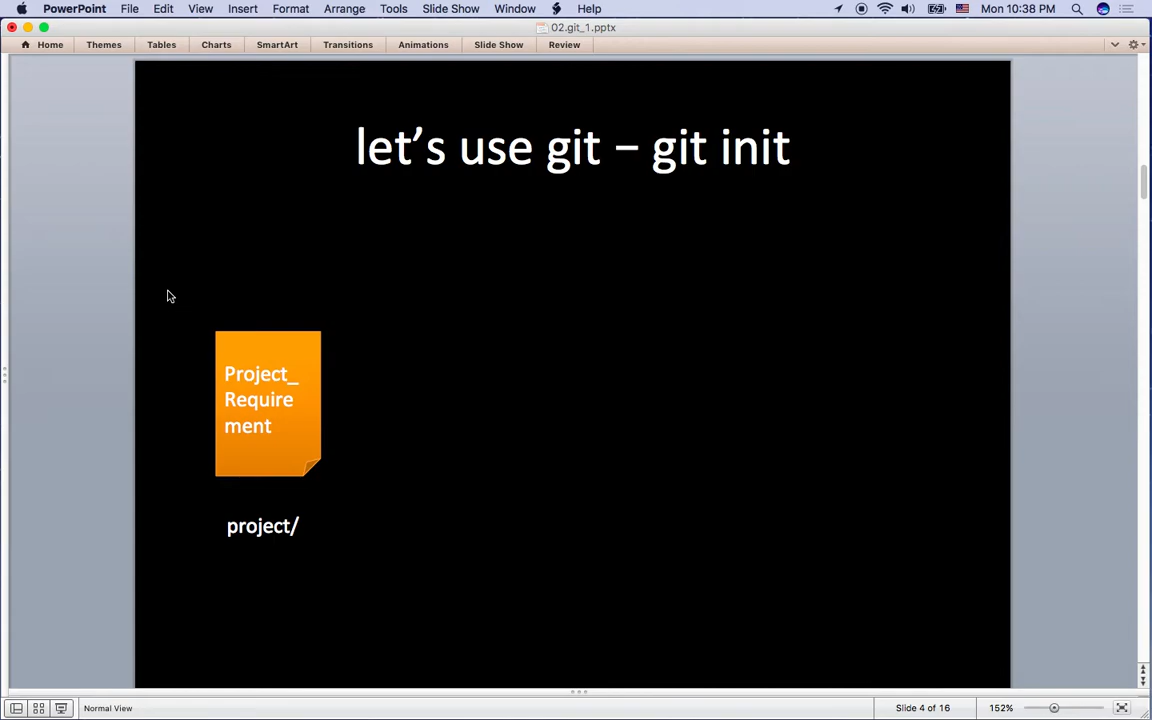 PowerPoint File Edit View Insert Format Arrange Tools Slide Show Window Help Mon 10:38 PM
02.git_1.pptx
Home Themes Tables Charts SmartArt Transitions Animations Slide Show Review
let’s use git – git init
Project_
Require
ment
project/
Normal View Slide 4 of 16 152%